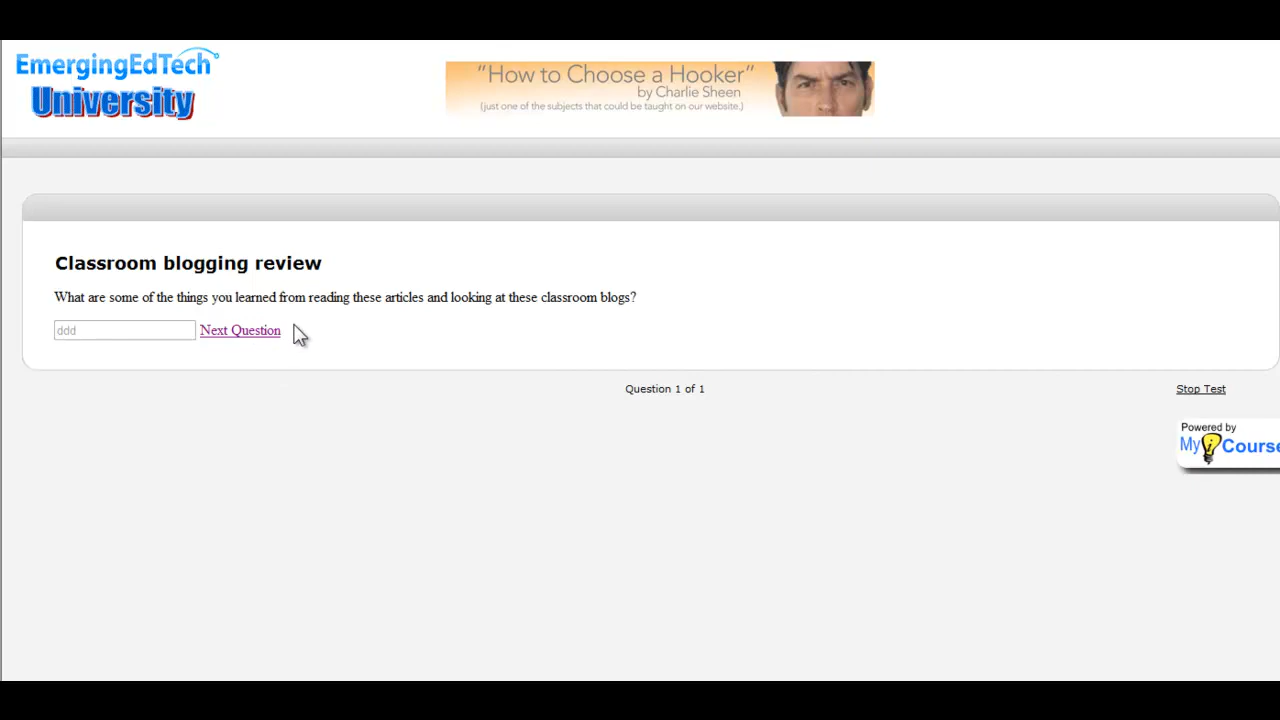 EmergingEdTech
University
"How to Choose a Hooker"
by Charlie Sheen
(just one of the subjects that could be taught on our website.)
Classroom blogging review
What are some of the things you learned from reading these articles and looking at these classroom blogs?
ddd Next Question
Question 1 of 1 Stop Test
Powered by
My Course